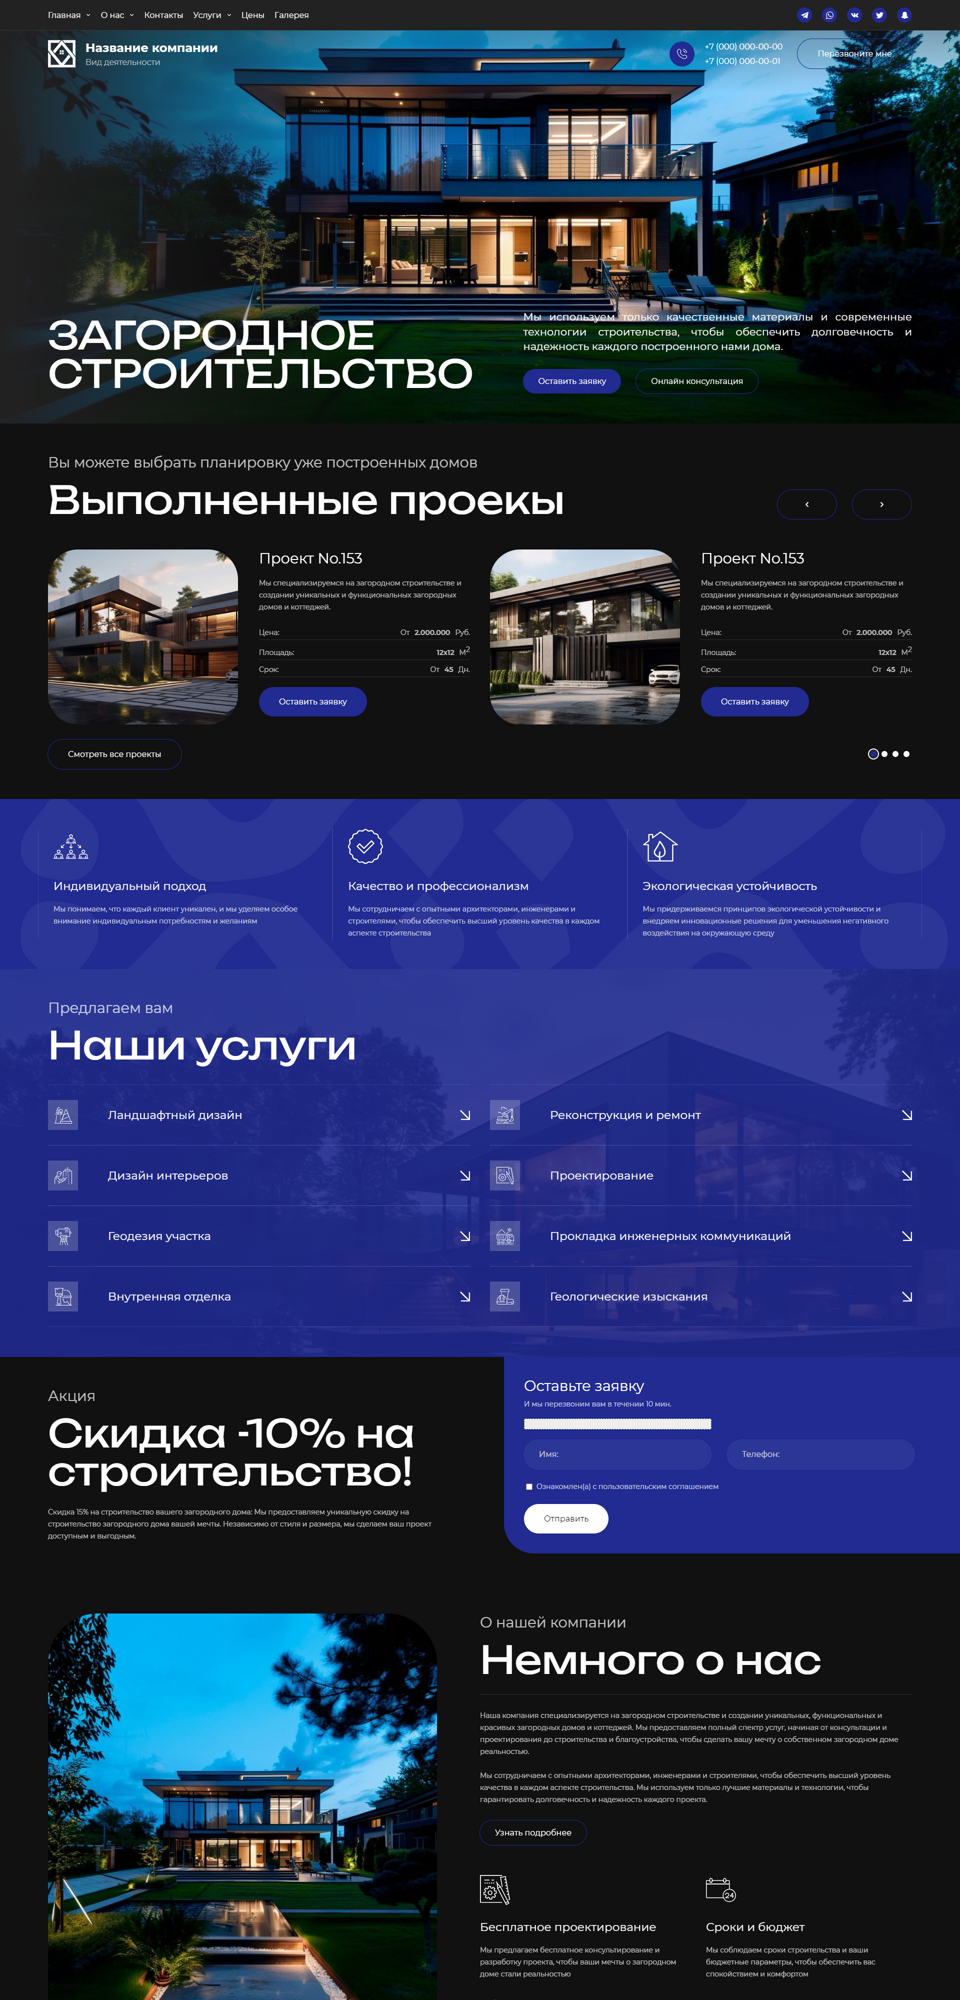 Главная О нас Контакты Услуги Цены Галерея
Название компании
Вид деятельности
+7 (000) 000-00-00
+7 (000) 000-00-01
Перезвоните мне
ЗАГОРОДНОЕ
СТРОИТЕЛЬСТВО
Мы используем только качественные материалы и современные
технологии строительства, чтобы обеспечить долговечность и
надежность каждого построенного нами дома.
Оставить заявку
Онлайн консультация
Вы можете выбрать планировку уже построенных домов
Выполненные проекы
Проект No.153
Мы специализируемся на загородном строительстве и
создании уникальных и функциональных загородных
домов и коттеджей.
Цена: От 2.000.000 Руб.
Площадь: 12x12 М2
Срок: От 45 Дн.
Оставить заявку
Проект No.153
Мы специализируемся на загородном строительстве и
создании уникальных и функциональных загородных
домов и коттеджей.
Цена: От 2.000.000 Руб.
Площадь: 12x12 М2
Срок: От 45 Дн.
Оставить заявку
Смотреть все проекты
Индивидуальный подход
Мы понимаем, что каждый клиент уникален, и мы уделяем особое
внимание индивидуальным потребностям и желаниям
Качество и профессионализм
Мы сотрудничаем с опытными архитекторами, инженерами и
строителями, чтобы обеспечить высший уровень качества в каждом
аспекте строительства
Экологическая устойчивость
Мы придерживаемся принципов экологической устойчивости и
внедряем инновационные решения для уменьшения негативного
воздействия на окружающую среду
Предлагаем вам
Наши услуги
Ландшафтный дизайн
Реконструкция и ремонт
Дизайн интерьеров
Проектирование
Геодезия участка
Прокладка инженерных коммуникаций
Внутренняя отделка
Геологические изыскания
Акция
Скидка -10% на
строительство!
Скидка 15% на строительство вашего загородного дома: Мы предоставляем уникальную скидку на
строительство загородного дома вашей мечты. Независимо от стиля и размера, мы сделаем ваш проект
доступным и выгодным.
Оставьте заявку
И мы перезвоним вам в течении 10 мин.
Имя:
Телефон:
Ознакомлен(а) с пользовательским соглашением
Отправить
О нашей компании
Немного о нас
Наша компания специализируется на загородном строительстве и создании уникальных, функциональных и
красивых загородных домов и коттеджей. Мы предоставляем полный спектр услуг, начиная от консультации и
проектирования до строительства и благоустройства, чтобы сделать вашу мечту о собственном загородном доме
реальностью.
Мы сотрудничаем с опытными архитекторами, инженерами и строителями, чтобы обеспечить высший уровень
качества в каждом аспекте строительства. Мы используем только лучшие материалы и технологии, чтобы
гарантировать долговечность и надежность каждого проекта.
Узнать подробнее
24
Бесплатное проектирование
Мы предлагаем бесплатное консультирование и
разработку проекта, чтобы ваши мечты о загородном
доме стали реальностью
Сроки и бюджет
Мы соблюдаем сроки строительства и ваши
бюджетные параметры, чтобы обеспечить вас
спокойствием и комфортом